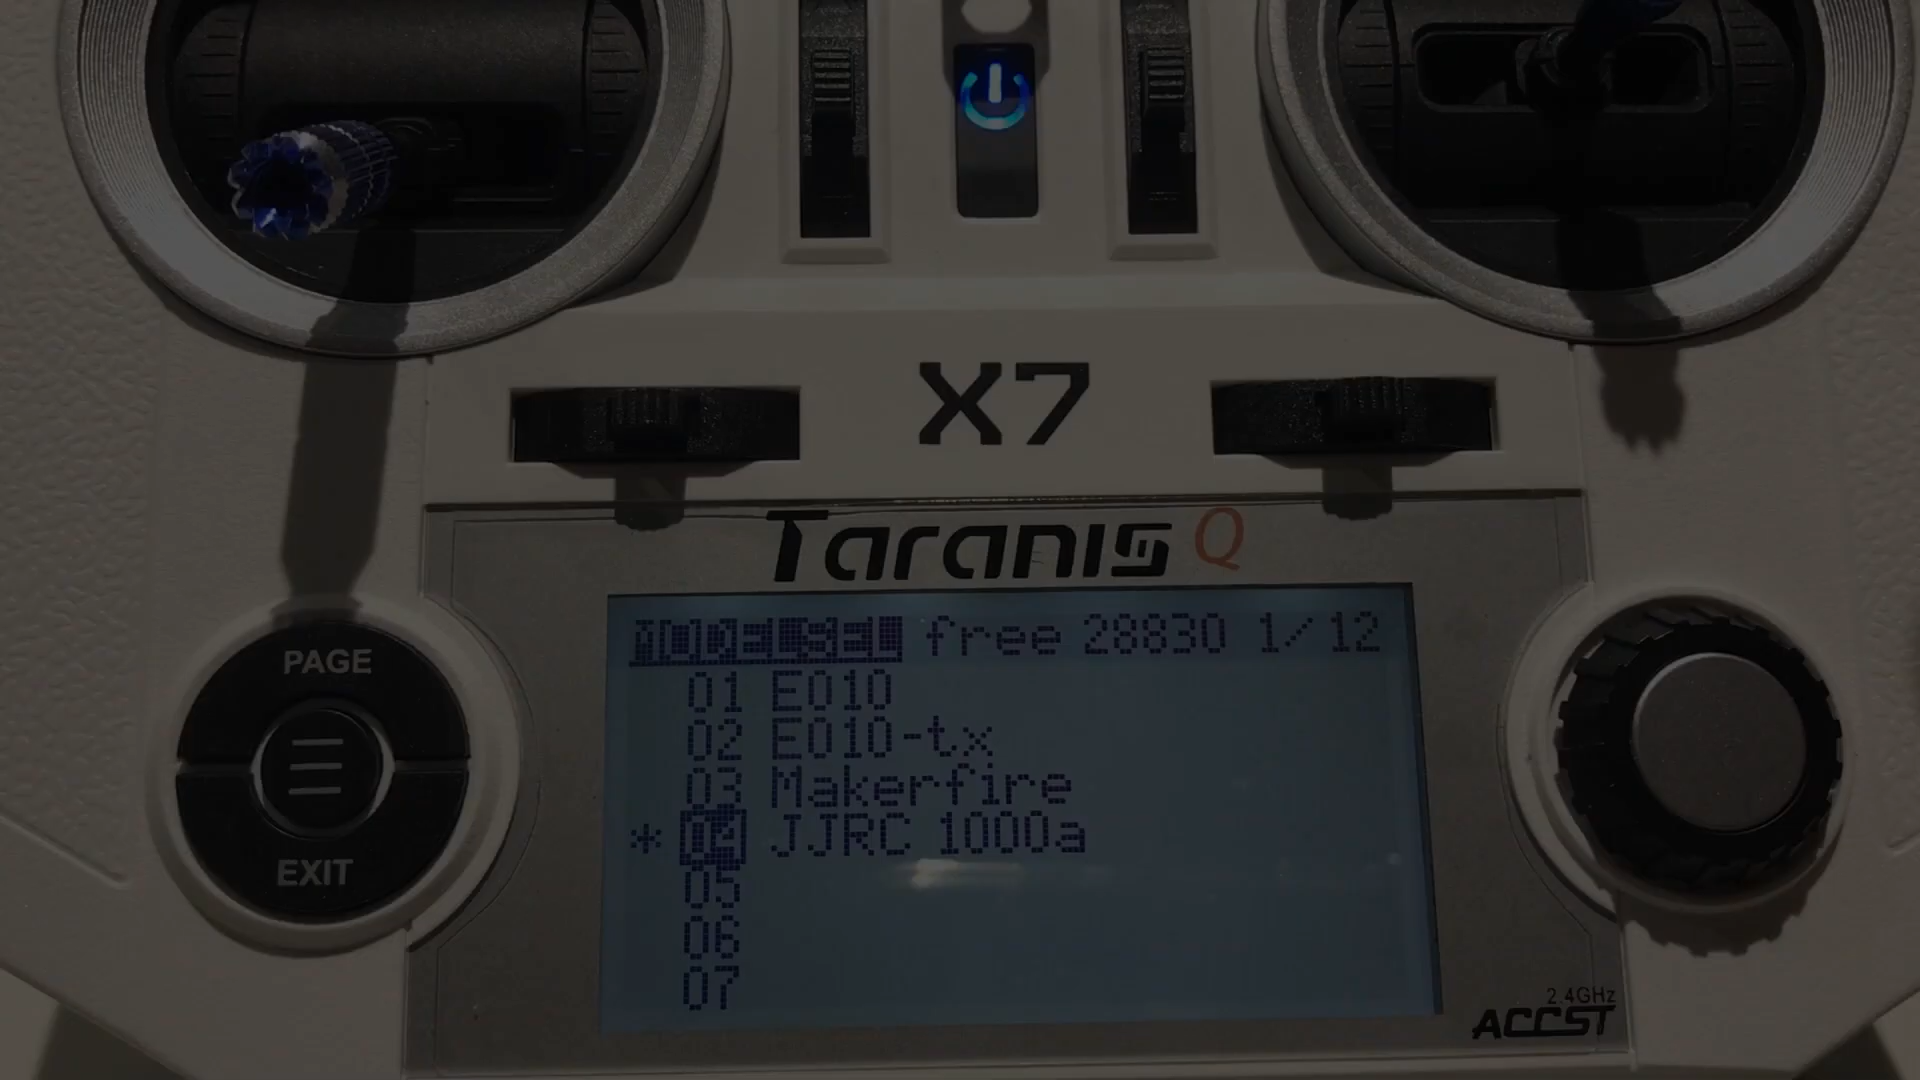 X7
Taranis Q
MODELSEL free 28830 1/12
01 E010
02 E010-tx
03 Makerfire
* 04 JJRC 1000a
05
06
07
PAGE
EXIT
2.4GHz
ACCST